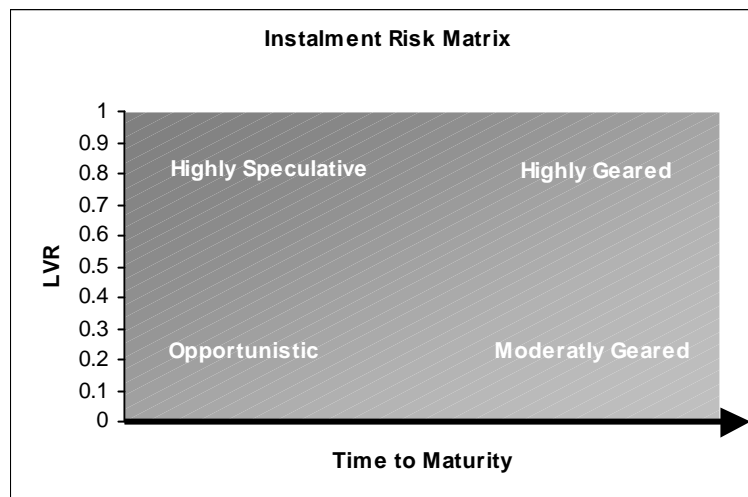 Instalment Risk Matrix
1
0.9
0.8
0.7
0.6
0.5
0.4
0.3
0.2
0.1
0
LVR
Highly Speculative
Highly Geared
Opportunistic
Moderatly Geared
Time to Maturity